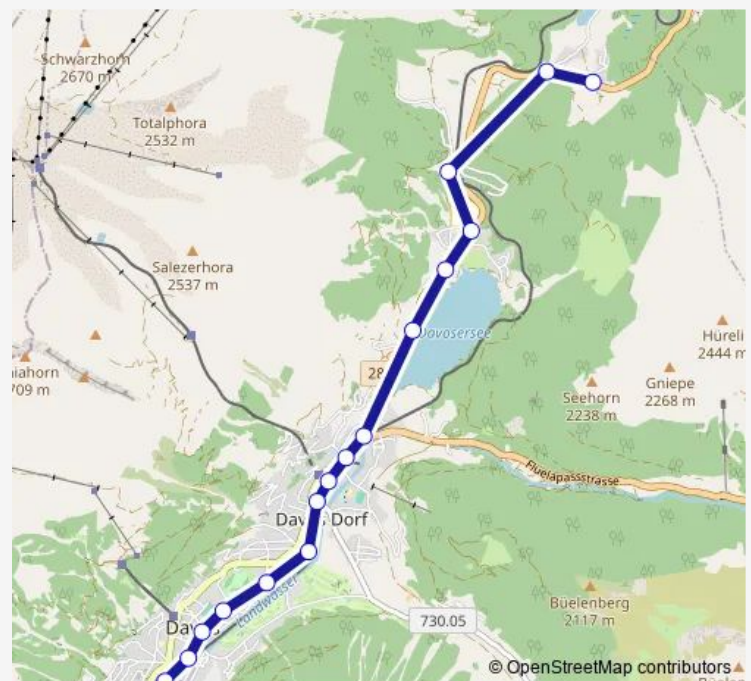 Schwarzhorn
2670 m
Totalphora
2532 m
Salezerhora
2537 m
Davosersee
Hüreli
2444 m
28
Gniepe
2268 m
Seehorn
2238 m
Flüelapassstrasse
Dorf
Landwasser
Büelenberg
2117 m
730.05
© OpenStreetMap contributors